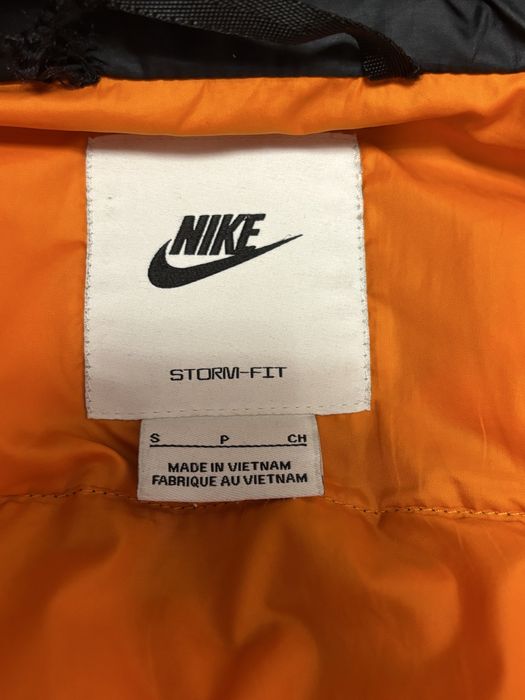 NIKE
STORM-FIT
S P CH
MADE IN VIETNAM
FABRIQUE AU VIETNAM